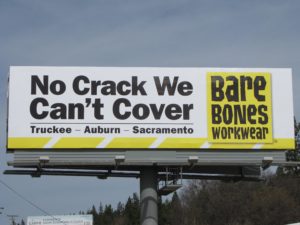 No Crack We
Can't Cover
Truckee – Auburn – Sacramento
Bare
BONES
WORKWEAR